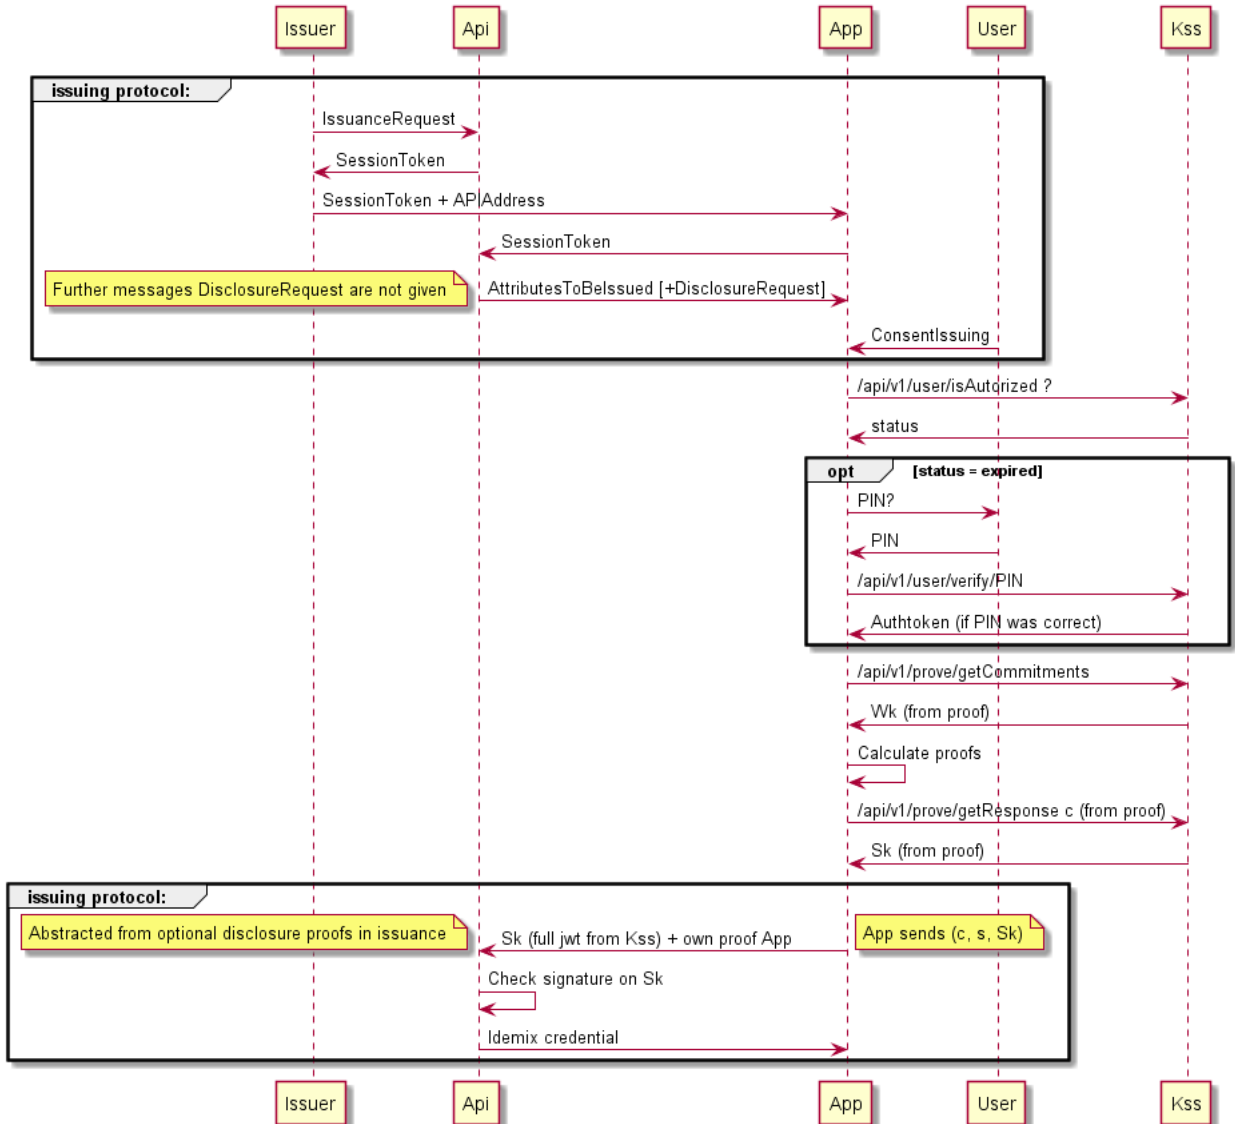 Issuer Api App User Kss
issuing protocol:
IssuanceRequest
SessionToken
SessionToken + APIAddress
SessionToken
Further messages DisclosureRequest are not given
AttributesToBeIssued [+DisclosureRequest]
ConsentIssuing
/api/v1/user/isAutorized ?
status
opt [status = expired]
PIN?
PIN
/api/v1/user/verify/PIN
Authtoken (if PIN was correct)
/api/v1/prove/getCommitments
Wk (from proof)
Calculate proofs
/api/v1/prove/getResponse c (from proof)
Sk (from proof)
issuing protocol:
Abstracted from optional disclosure proofs in issuance
Sk (full jwt from Kss) + own proof App
App sends (c, s, Sk)
Check signature on Sk
Idemix credential
Issuer Api App User Kss